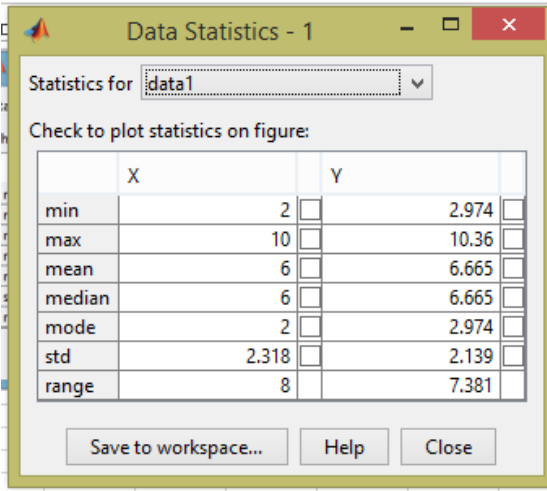 Data Statistics - 1
Statistics for data1
Check to plot statistics on figure:
X Y
min 2 2.974
max 10 10.36
mean 6 6.665
median 6 6.665
mode 2 2.974
std 2.318 2.139
range 8 7.381
Save to workspace... Help Close